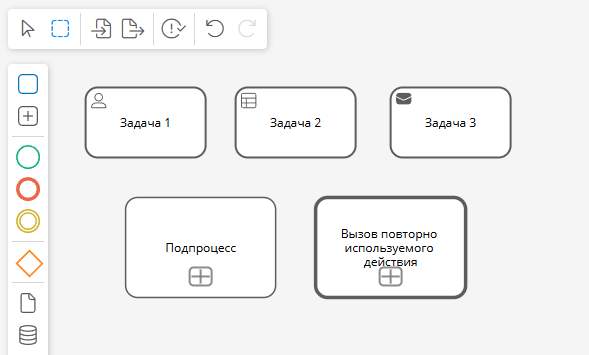 Задача 1
Задача 2
Задача 3
Подпроцесс
Вызов повторно
используемого
действия